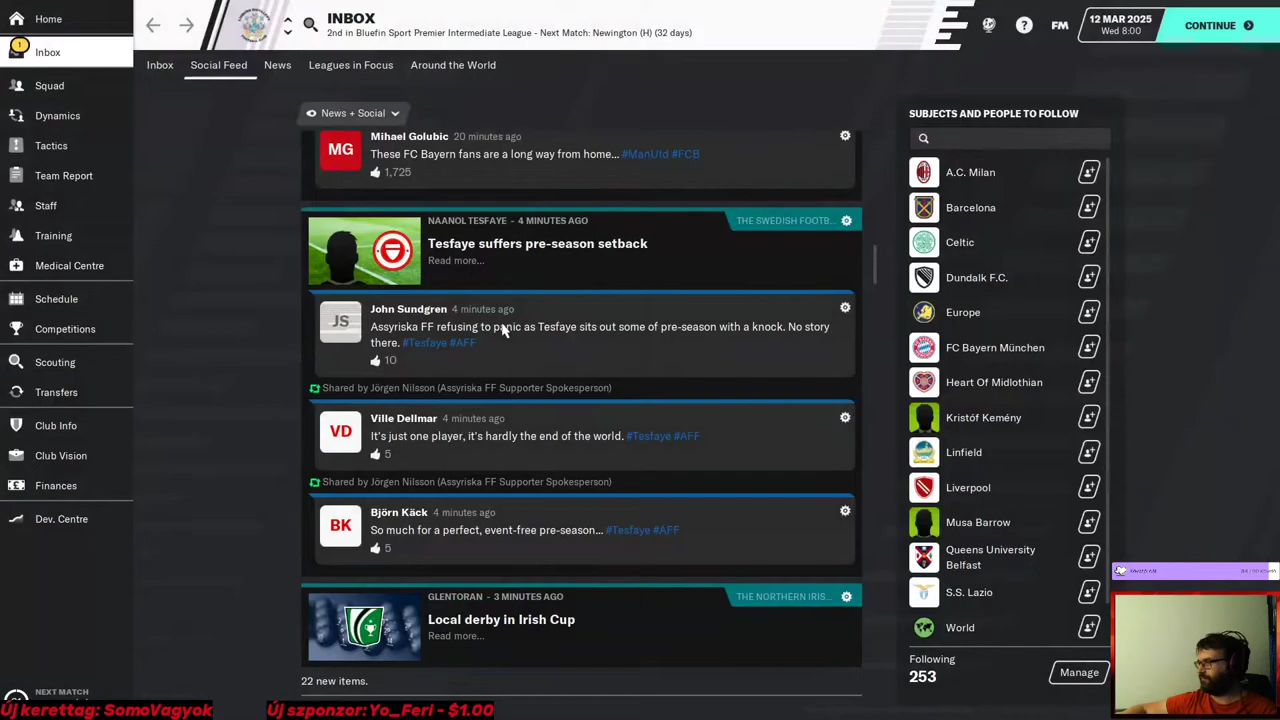 Home
INBOX
2nd in Bluefin Sport Premier Intermediate League - Next Match: Newington (H) (32 days)
FM
12 MAR 2025
Wed 8:00
CONTINUE
1
Inbox
Squad
Dynamics
Tactics
Team Report
Staff
Training
Medical Centre
Schedule
Competitions
Scouting
Transfers
Club Info
Club Vision
Finances
Dev. Centre
NEXT MATCH
Inbox
Social Feed
News
Leagues in Focus
Around the World
News + Social
MG
Mihael Golubic 20 minutes ago
These FC Bayern fans are a long way from home... #ManUtd #FCB
1,725
NAANOL TESFAYE - 4 MINUTES AGO
THE SWEDISH FOOTB...
Tesfaye suffers pre-season setback
Read more...
JS
John Sundgren 4 minutes ago
Assyriska FF refusing to panic as Tesfaye sits out some of pre-season with a knock. No story
there. #Tesfaye #AFF
10
Shared by Jörgen Nilsson (Assyriska FF Supporter Spokesperson)
VD
Ville Dellmar 4 minutes ago
It's just one player, it's hardly the end of the world. #Tesfaye #AFF
5
Shared by Jörgen Nilsson (Assyriska FF Supporter Spokesperson)
BK
Björn Käck 4 minutes ago
So much for a perfect, event-free pre-season... #Tesfaye #AFF
5
GLENTORAN - 3 MINUTES AGO
THE NORTHERN IRIS...
Local derby in Irish Cup
Read more...
22 new items.
SUBJECTS AND PEOPLE TO FOLLOW
A.C. Milan
Barcelona
Celtic
Dundalk F.C.
Europe
FC Bayern München
Heart Of Midlothian
Kristóf Kemény
Linfield
Liverpool
Musa Barrow
Queens University
Belfast
S.S. Lazio
World
Following
253
Manage
Új kerettag: SomoVagyok
Új szponzor: Yo_Feri - $1.00